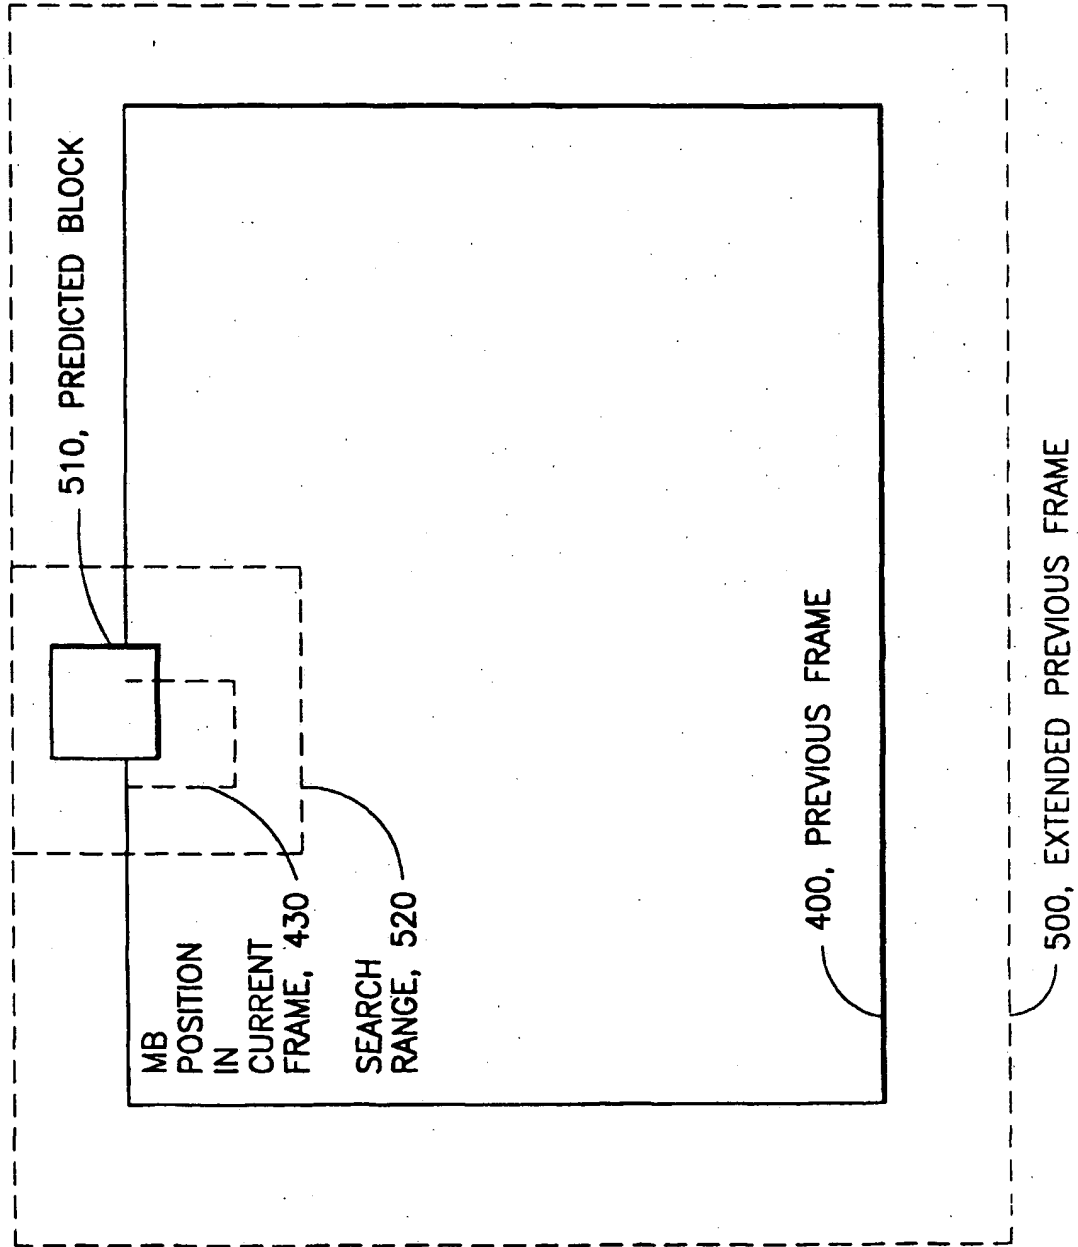 510, PREDICTED BLOCK
MB
POSITION
IN
CURRENT
FRAME, 430
SEARCH
RANGE, 520
400, PREVIOUS FRAME
500, EXTENDED PREVIOUS FRAME